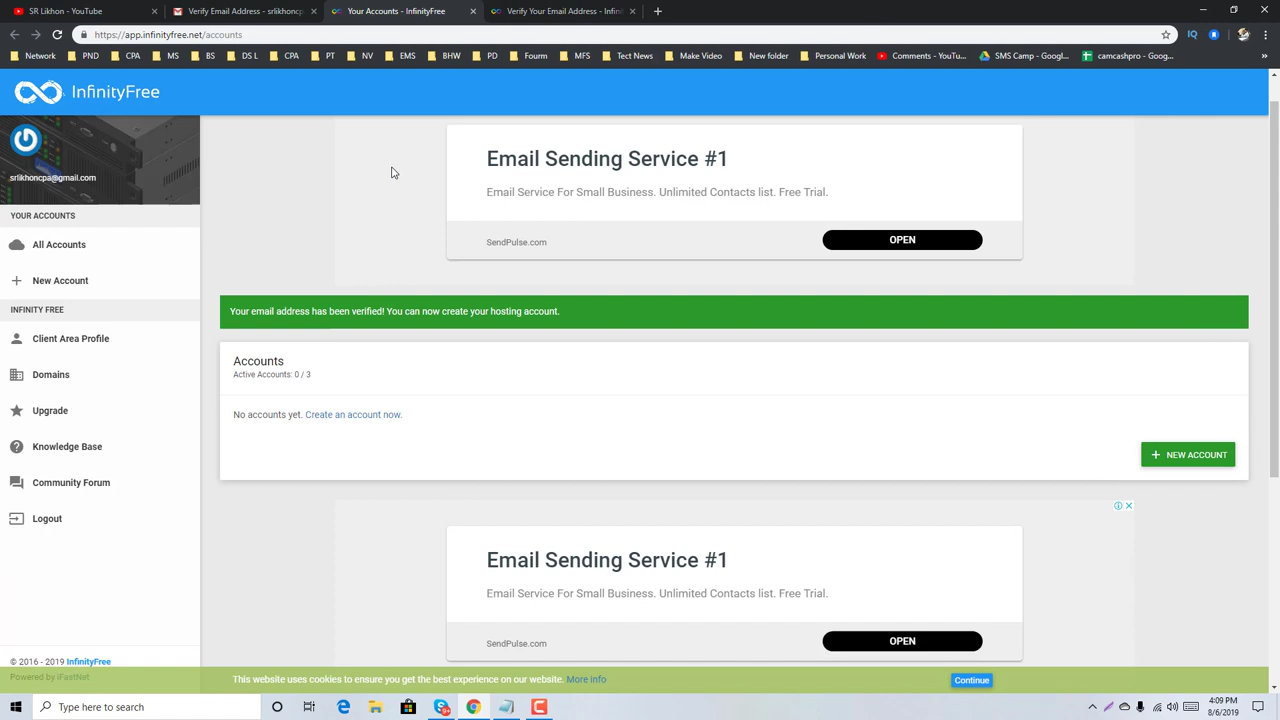 SR Likhon - YouTube
Verify Email Address - srlikhoncp
Your Accounts - InfinityFree
Verify Your Email Address - Infini
https://app.infinityfree.net/accounts
Network
PND
CPA
MS
BS
DS L
CPA
PT
NV
EMS
BHW
PD
Fourm
MFS
Tect News
Make Video
New folder
Personal Work
Comments - YouTu...
SMS Camp - Googl...
camcashpro - Goog...
InfinityFree
srlikhoncpa@gmail.com
YOUR ACCOUNTS
All Accounts
New Account
INFINITY FREE
Client Area Profile
Domains
Upgrade
Knowledge Base
Community Forum
Logout
© 2016 - 2019 InfinityFree
Powered by iFastNet
Email Sending Service #1
Email Service For Small Business. Unlimited Contacts list. Free Trial.
SendPulse.com
OPEN
Your email address has been verified! You can now create your hosting account.
Accounts
Active Accounts: 0 / 3
No accounts yet. Create an account now.
NEW ACCOUNT
Email Sending Service #1
Email Service For Small Business. Unlimited Contacts list. Free Trial.
SendPulse.com
OPEN
This website uses cookies to ensure you get the best experience on our website. More info
Continue
Type here to search
4:09 PM
8/6/2019